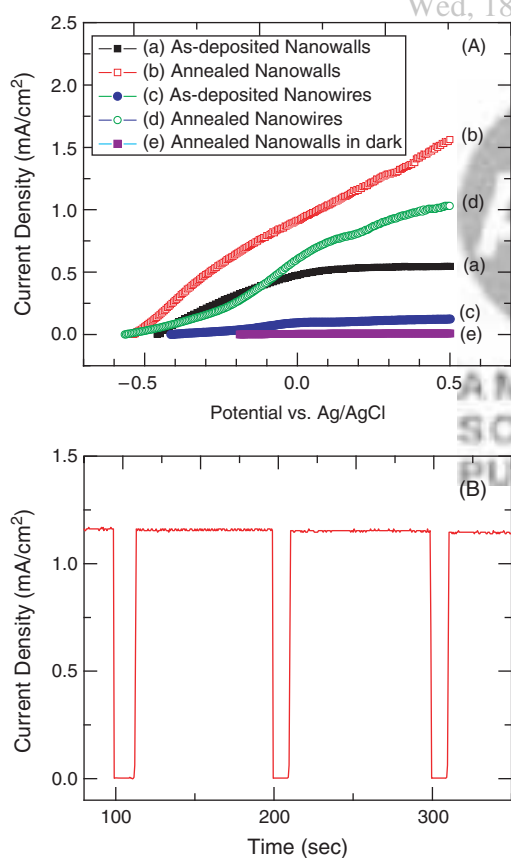 Wed, 18
(A)
2.5
2.0
1.5
1.0
0.5
0.0
Current Density (mA/cm²)
(a) As-deposited Nanowalls
(b) Annealed Nanowalls
(c) As-deposited Nanowires
(d) Annealed Nanowires
(e) Annealed Nanowalls in dark
(b)
(d)
(a)
(c)
(e)
−0.5
0.0
0.5
Potential vs. Ag/AgCl
(B)
1.5
1.0
0.5
0.0
Current Density (mA/cm²)
100
200
300
Time (sec)